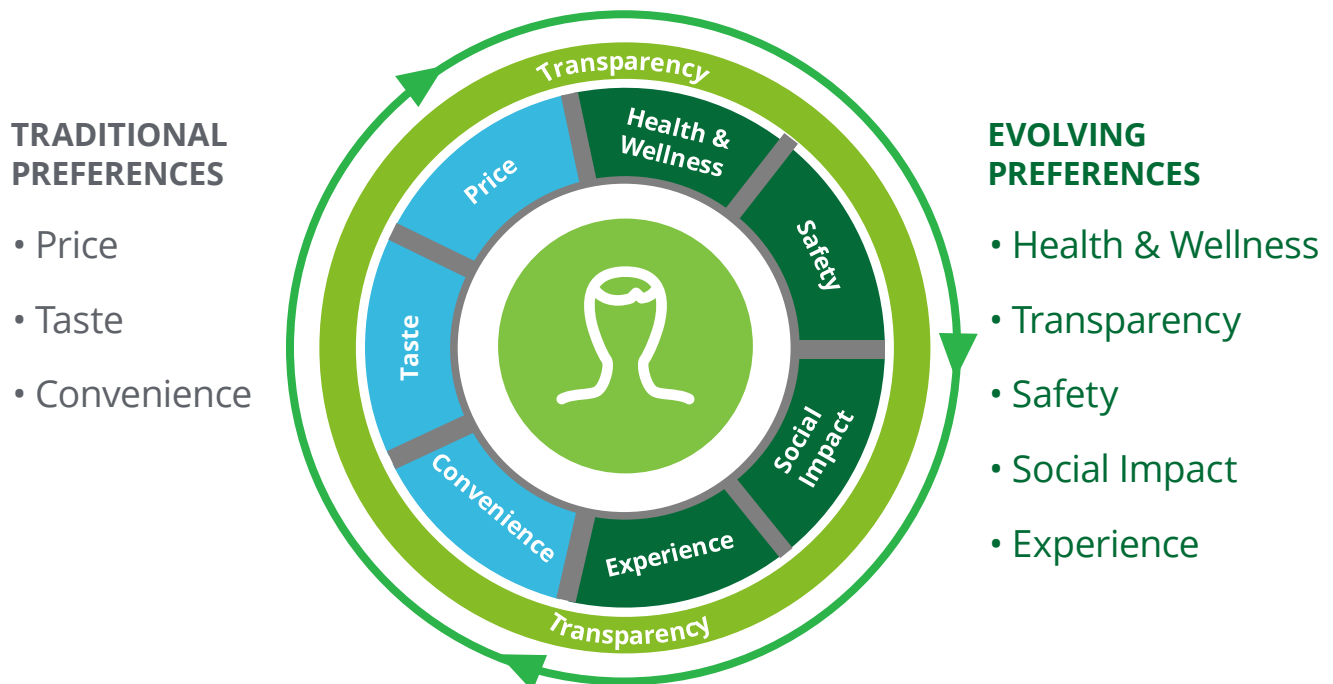 TRADITIONAL
PREFERENCES
• Price
• Taste
• Convenience
Transparency
Health &
Wellness
Safety
Social
Impact
Experience
Convenience
Taste
Price
Transparency
EVOLVING
PREFERENCES
• Health & Wellness
• Transparency
• Safety
• Social Impact
• Experience